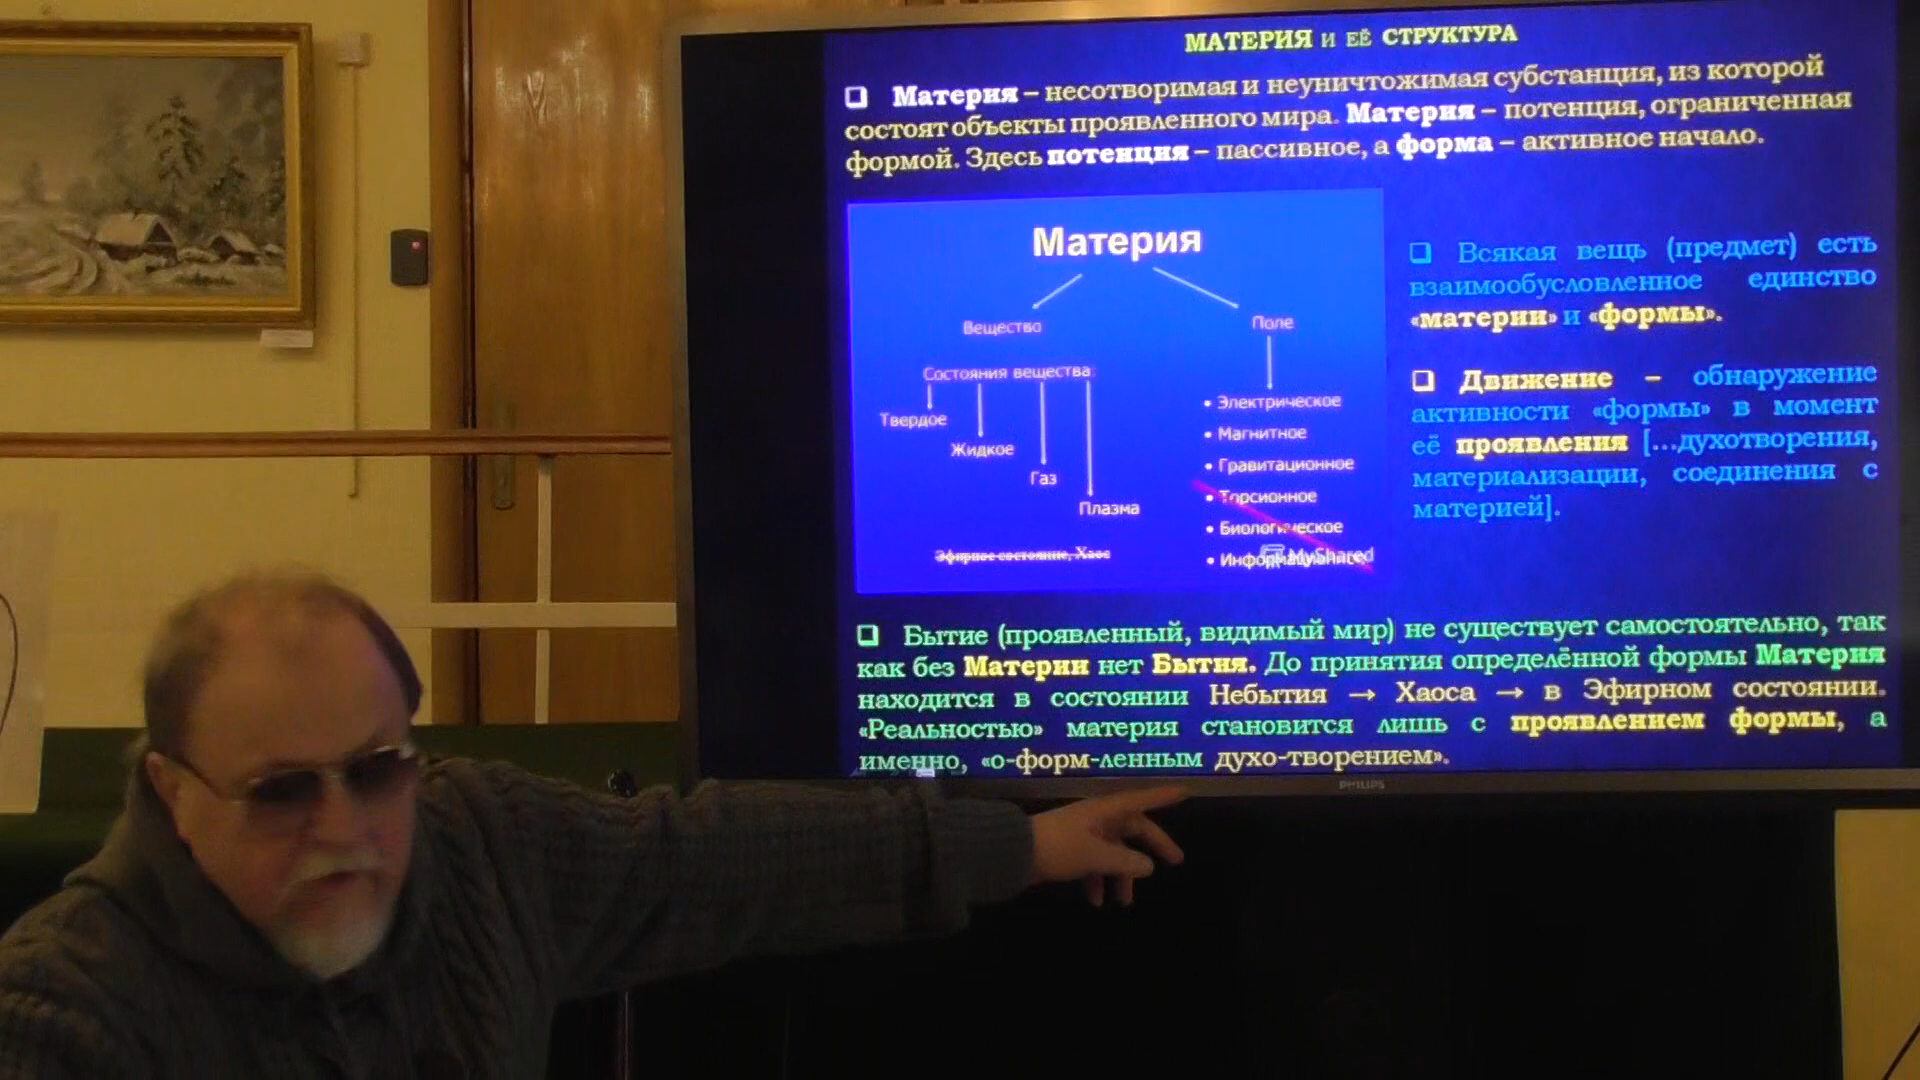 МАТЕРИЯ И ЕЁ СТРУКТУРА
❑ Материя – несотворимая и неуничтожимая субстанция, из которой
состоят объекты проявленного мира. Материя – потенция, ограниченная
формой. Здесь потенция – пассивное, а форма – активное начало.
Материя
Вещество
Поле
Состояния вещества:
Твердое
Жидкое
Газ
Плазма
Эфирное состояние, Хаос
• Электрическое
• Магнитное
• Гравитационное
• Торсионное
• Биологическое
MyShared
❑ Всякая вещь (предмет) есть
взаимообусловленное единство
«материи» и «формы».
❑ Движение – обнаружение
активности «формы» в момент
её проявления [...духотворения,
материализации, соединения с
материей].
❑ Бытие (проявленный, видимый мир) не существует самостоятельно, так
как без Материи нет Бытия. До принятия определённой формы Материя
находится в состоянии Небытия → Хаоса → в Эфирном состоянии.
«Реальностью» материя становится лишь с проявлением формы, а
именно, «о-форм-ленным духо-творением».
PHILIPS